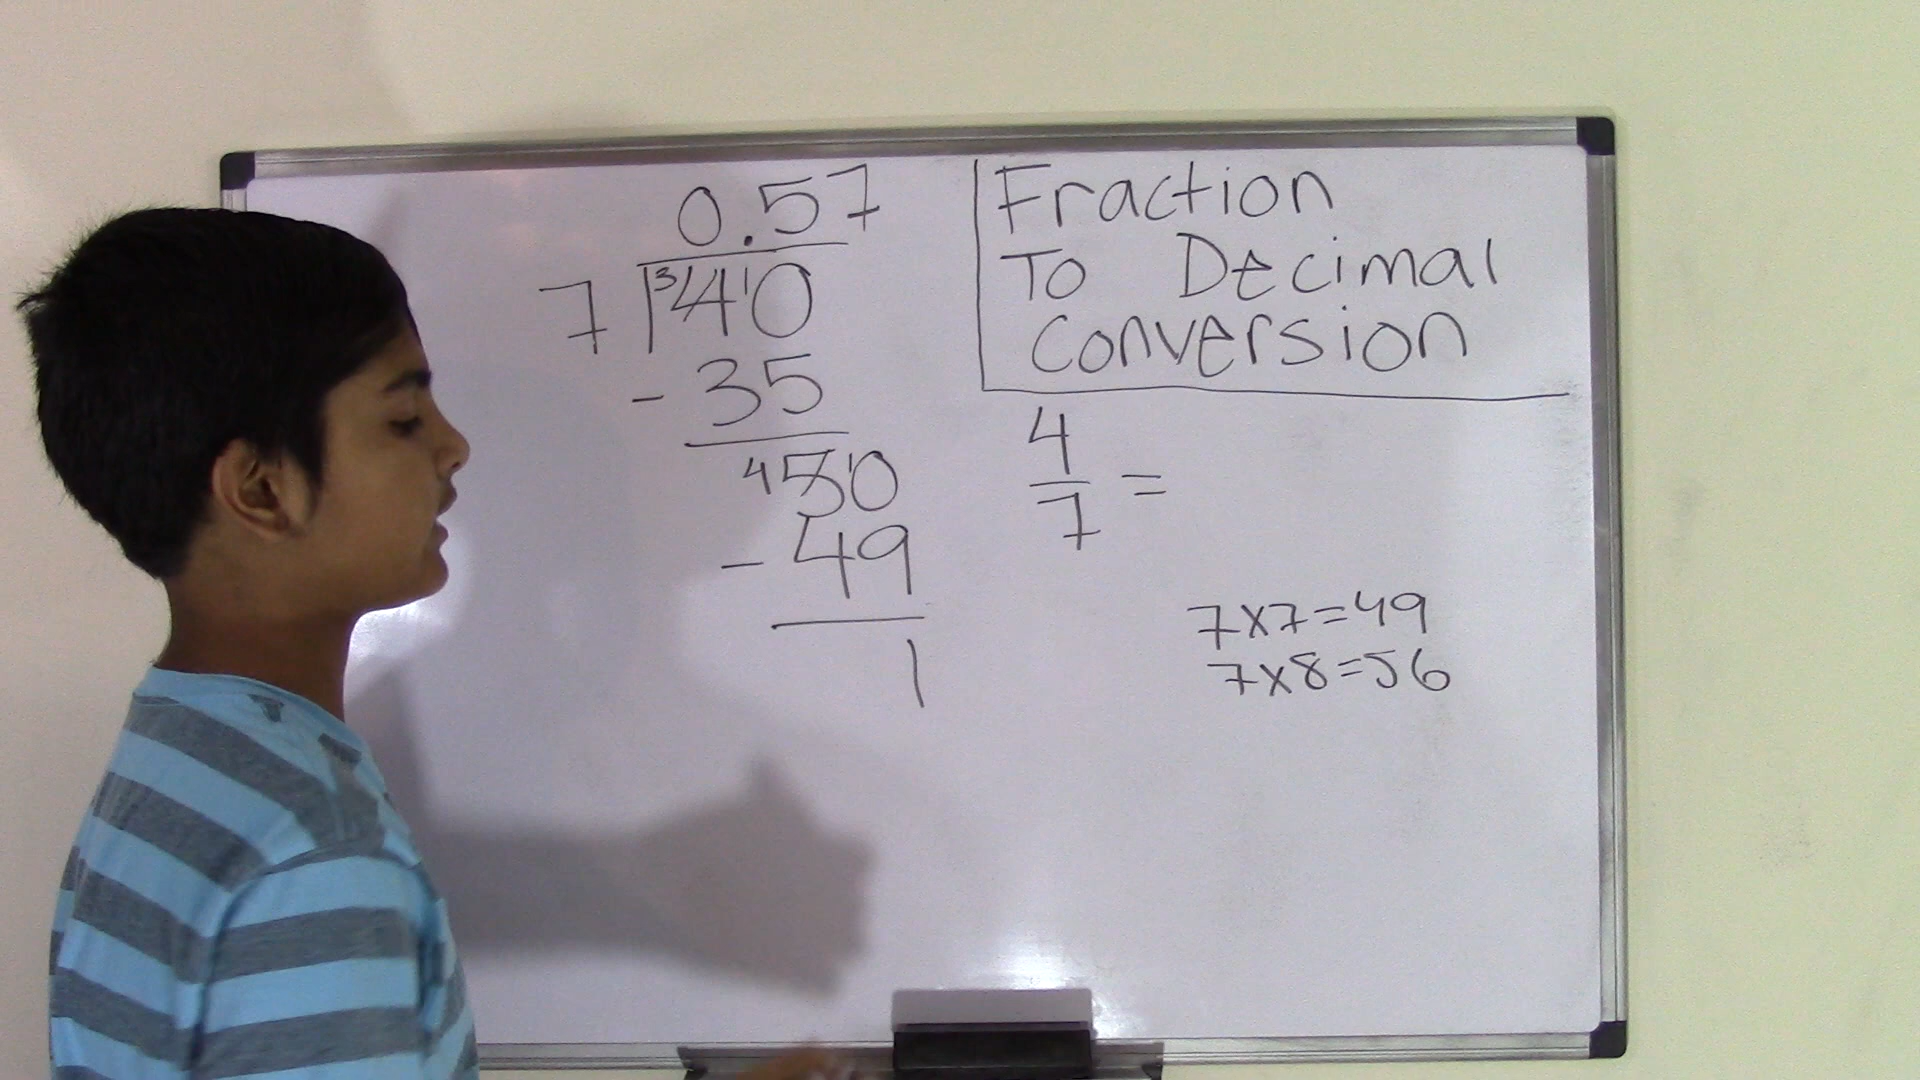 0.57
7 ³4¹0
- 35
⁴5¹0
- 49
1
Fraction
To Decimal
Conversion
4
7 =
7x7=49
7x8=56